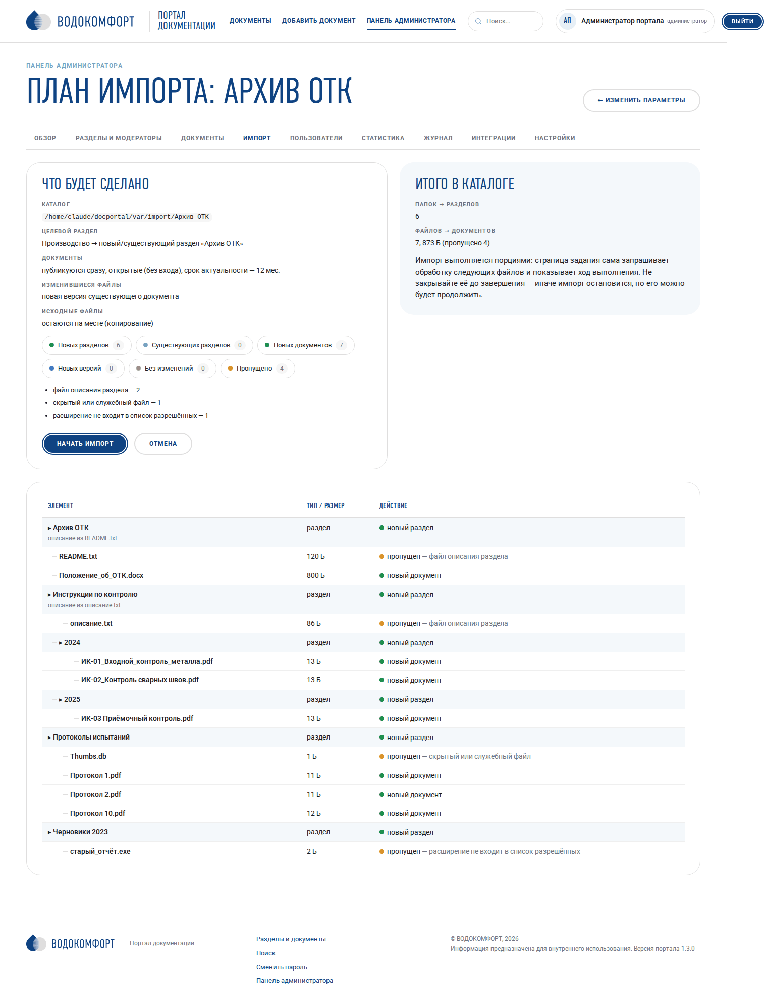 ВОДОКОМФОРТ
ПОРТАЛ
ДОКУМЕНТАЦИИ
ДОКУМЕНТЫ
ДОБАВИТЬ ДОКУМЕНТ
ПАНЕЛЬ АДМИНИСТРАТОРА
Поиск...
АП Администратор портала администратор
ВЫЙТИ
ПАНЕЛЬ АДМИНИСТРАТОРА
ПЛАН ИМПОРТА: АРХИВ ОТК
← ИЗМЕНИТЬ ПАРАМЕТРЫ
ОБЗОР
РАЗДЕЛЫ И МОДЕРАТОРЫ
ДОКУМЕНТЫ
ИМПОРТ
ПОЛЬЗОВАТЕЛИ
СТАТИСТИКА
ЖУРНАЛ
ИНТЕГРАЦИИ
НАСТРОЙКИ
ЧТО БУДЕТ СДЕЛАНО
КАТАЛОГ
/home/claude/docportal/var/import/Архив ОТК
ЦЕЛЕВОЙ РАЗДЕЛ
Производство → новый/существующий раздел «Архив ОТК»
ДОКУМЕНТЫ
публикуются сразу, открытые (без входа), срок актуальности — 12 мес.
ИЗМЕНИВШИЕСЯ ФАЙЛЫ
новая версия существующего документа
ИСХОДНЫЕ ФАЙЛЫ
остаются на месте (копирование)
Новых разделов 6
Существующих разделов 0
Новых документов 7
Новых версий 0
Без изменений 0
Пропущено 4
• файл описания раздела — 2
• скрытый или служебный файл — 1
• расширение не входит в список разрешённых — 1
НАЧАТЬ ИМПОРТ
ОТМЕНА
ИТОГО В КАТАЛОГЕ
ПАПОК → РАЗДЕЛОВ
6
ФАЙЛОВ → ДОКУМЕНТОВ
7, 873 Б (пропущено 4)
Импорт выполняется порциями: страница задания сама запрашивает
обработку следующих файлов и показывает ход выполнения. Не
закрывайте её до завершения — иначе импорт остановится, но его можно
будет продолжить.
ЭЛЕМЕНТ ТИП / РАЗМЕР ДЕЙСТВИЕ
▸ Архив ОТК раздел новый раздел
описание из README.txt
— README.txt 120 Б пропущен — файл описания раздела
— Положение_об_ОТК.docx 800 Б новый документ
▸ Инструкции по контролю раздел новый раздел
описание из описание.txt
— описание.txt 86 Б пропущен — файл описания раздела
— ▸ 2024 раздел новый раздел
— ИК-01_Входной_контроль_металла.pdf 13 Б новый документ
— ИК-02_Контроль сварных швов.pdf 13 Б новый документ
— ▸ 2025 раздел новый раздел
— ИК-03 Приёмочный контроль.pdf 13 Б новый документ
▸ Протоколы испытаний раздел новый раздел
— Thumbs.db 1 Б пропущен — скрытый или служебный файл
— Протокол 1.pdf 11 Б новый документ
— Протокол 2.pdf 11 Б новый документ
— Протокол 10.pdf 12 Б новый документ
▸ Черновики 2023 раздел новый раздел
— старый_отчёт.exe 2 Б пропущен — расширение не входит в список разрешённых
ВОДОКОМФОРТ
Портал документации
Разделы и документы
Поиск
Сменить пароль
Панель администратора
© ВОДОКОМФОРТ, 2026
Информация предназначена для внутреннего использования. Версия портала 1.3.0